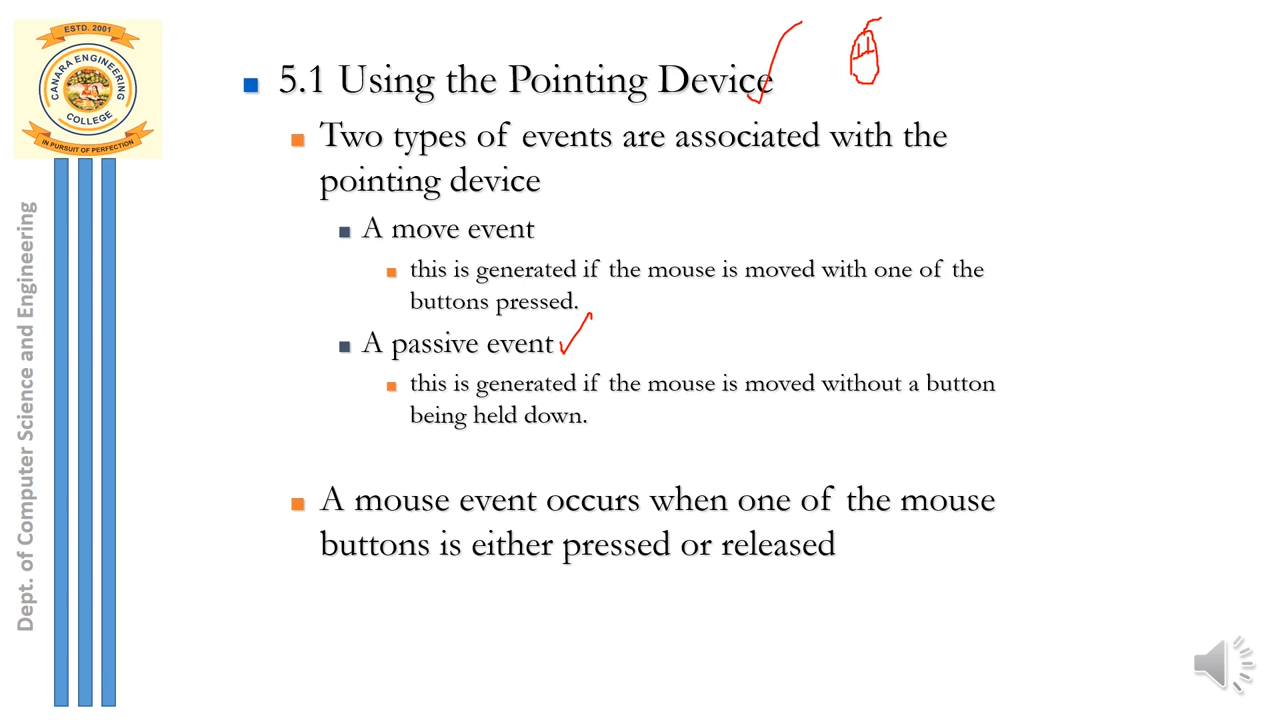 ESTD. 2001
CANARA ENGINEERING
COLLEGE
IN PURSUIT OF PERFECTION
Dept. of Computer Science and Engineering
5.1 Using the Pointing Device
Two types of events are associated with the
pointing device
A move event
this is generated if the mouse is moved with one of the
buttons pressed.
A passive event
this is generated if the mouse is moved without a button
being held down.
A mouse event occurs when one of the mouse
buttons is either pressed or released